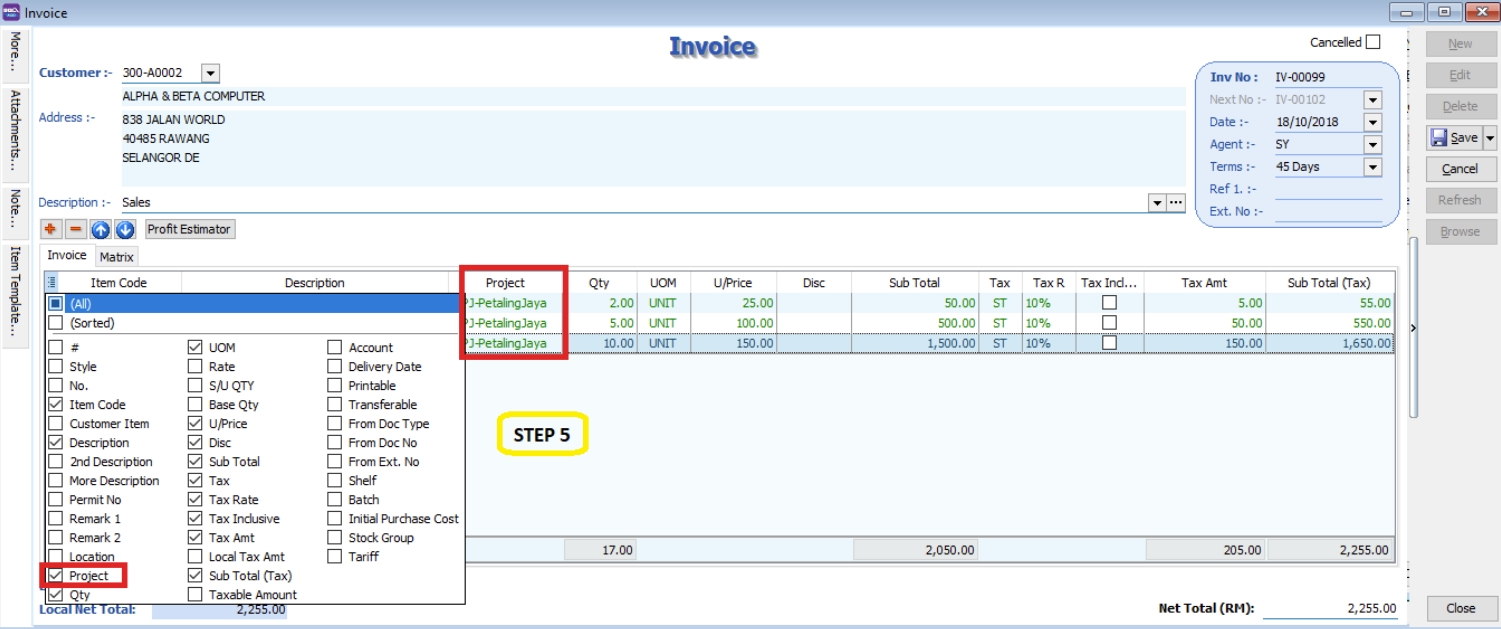 Invoice
More...
Attachments...
Note...
Item Template...
Invoice
Cancelled
Customer :- 300-A0002
ALPHA & BETA COMPUTER
Address :- 838 JALAN WORLD
40485 RAWANG
SELANGOR DE
Description :- Sales
Inv No : IV-00099
Next No :- IV-00102
Date :- 18/10/2018
Agent :- SY
Terms :- 45 Days
Ref 1. :-
Ext. No :-
New
Edit
Delete
Save
Cancel
Refresh
Browse
Profit Estimator
Invoice Matrix
Item Code Description Project Qty UOM U/Price Disc Sub Total Tax Tax R Tax Incl... Tax Amt Sub Total (Tax)
(All) PJ-PetalingJaya 2.00 UNIT 25.00 50.00 ST 10% 5.00 55.00
(Sorted) PJ-PetalingJaya 5.00 UNIT 100.00 500.00 ST 10% 50.00 550.00
PJ-PetalingJaya 10.00 UNIT 150.00 1,500.00 ST 10% 150.00 1,650.00
# UOM Account
Style Rate Delivery Date
No. S/U QTY Printable
Item Code Base Qty Transferable
Customer Item U/Price From Doc Type
Description Disc From Doc No
2nd Description Sub Total From Ext. No
More Description Tax Shelf
Permit No Tax Rate Batch
Remark 1 Tax Inclusive Initial Purchase Cost
Remark 2 Tax Amt Stock Group
Location Local Tax Amt Tariff
Project Sub Total (Tax)
Qty Taxable Amount
STEP 5
17.00 2,050.00 205.00 2,255.00
Local Net Total: 2,255.00
Net Total (RM): 2,255.00
Close